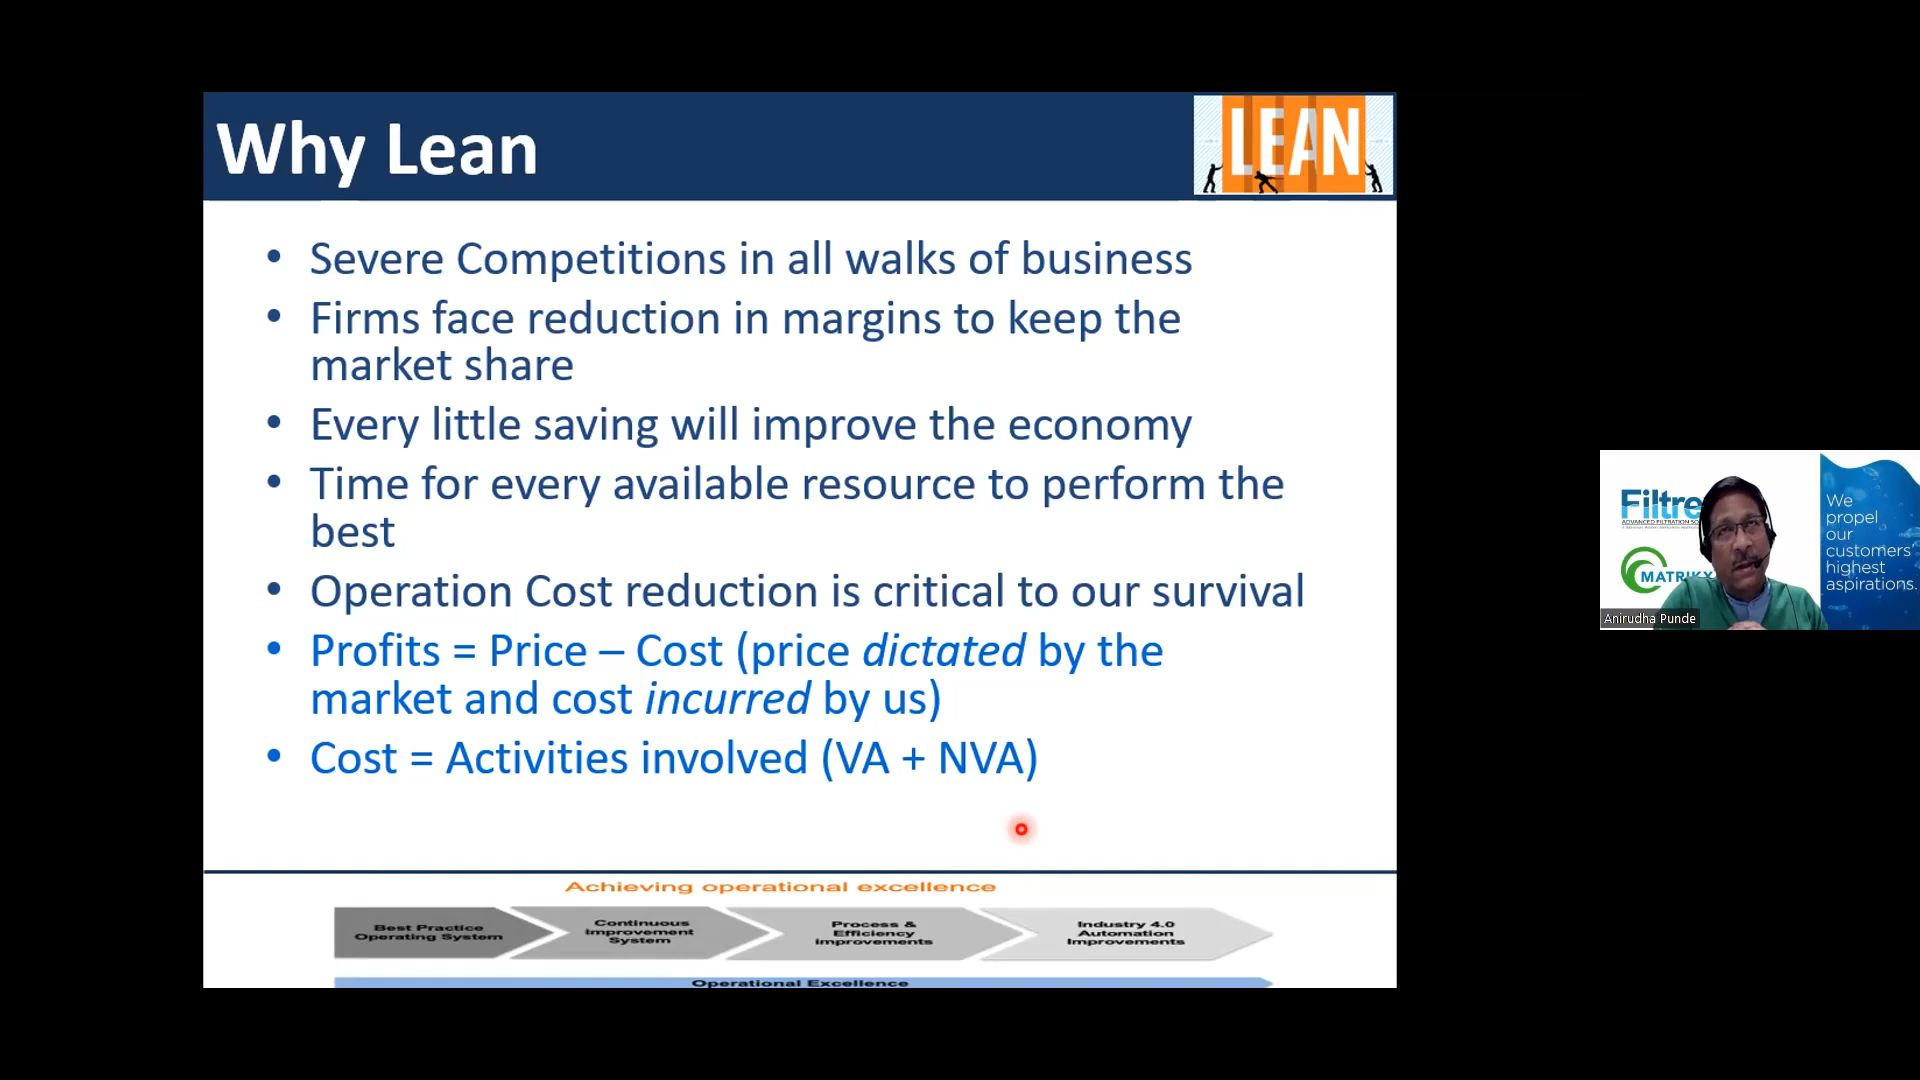 Why Lean
LEAN
• Severe Competitions in all walks of business
• Firms face reduction in margins to keep the
market share
• Every little saving will improve the economy
• Time for every available resource to perform the
best
• Operation Cost reduction is critical to our survival
• Profits = Price – Cost (price dictated by the
market and cost incurred by us)
• Cost = Activities involved (VA + NVA)
Achieving operational excellence
Best Practice
Operating System
Continuous
Improvement
System
Process &
Efficiency
improvements
Industry 4.0
Automation
Improvements
Operational Excellence
Filtre
ADVANCED FILTRATION SO
MATRIKX
We
propel
our
customers'
highest
aspirations.
Anirudha Punde